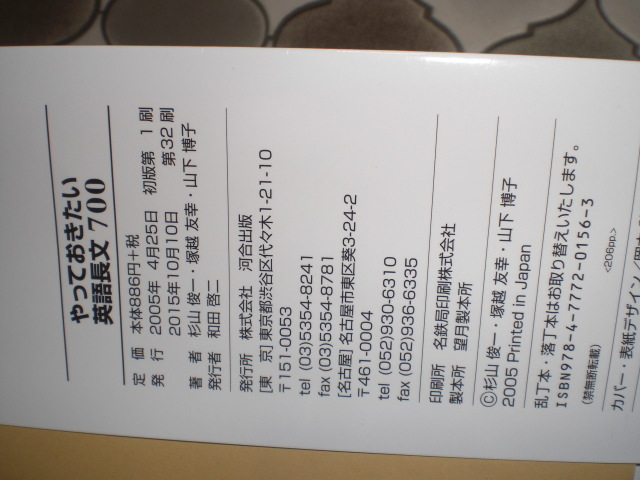 やっておきたい
英語長文 700
定 価 本体886円+税
発 行 2005年 4月25日 初版第 1 刷
2015年10月10日 第32刷
著 者 杉山 俊一・塚越 友幸・山下 博子
発行者 和田 啓二
発行所 株式会社 河合出版
[東 京] 東京都渋谷区代々木1-21-10
〒151-0053
tel (03)5354-8241
fax (03)5354-8781
[名古屋] 名古屋市東区葵3-24-2
〒461-0004
tel (052)930-6310
fax (052)936-6335
印刷所 名鉄局印刷株式会社
製本所 望月製本所
©杉山 俊一・塚越 友幸・山下 博子
2005 Printed in Japan
乱丁本・落丁本はお取り替えいたします。
ISBN978-4-7772-0156-3
(禁無断転載) <206pp.>
カバー・表紙デザイン/